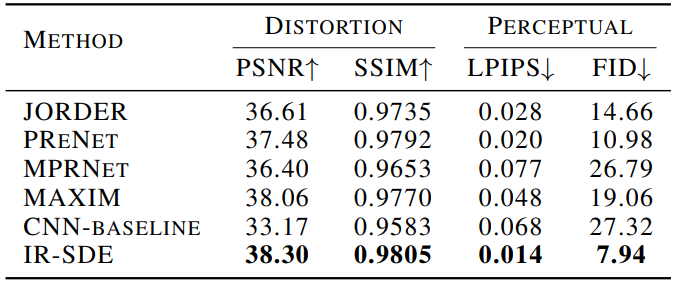 METHOD DISTORTION PERCEPTUAL
PSNR↑ SSIM↑ LPIPS↓ FID↓
JORDER 36.61 0.9735 0.028 14.66
PRENET 37.48 0.9792 0.020 10.98
MPRNET 36.40 0.9653 0.077 26.79
MAXIM 38.06 0.9770 0.048 19.06
CNN-BASELINE 33.17 0.9583 0.068 27.32
IR-SDE 38.30 0.9805 0.014 7.94